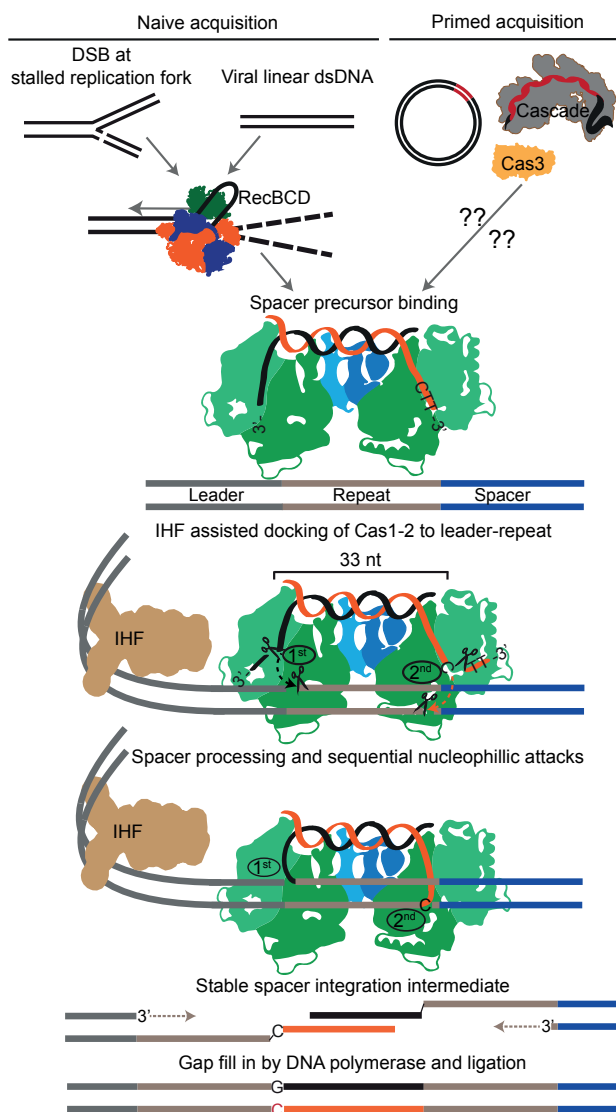 Naive acquisition
Primed acquisition
DSB at
stalled replication fork
Viral linear dsDNA
Cascade
Cas3
RecBCD
??
??
Spacer precursor binding
3'-
CTT-3'
Leader
Repeat
Spacer
IHF assisted docking of Cas1-2 to leader-repeat
33 nt
IHF
1st
2nd
C
TT-3'
3'-
Spacer processing and sequential nucleophillic attacks
IHF
1st
2nd
C
Stable spacer integration intermediate
3'
3'
C
Gap fill in by DNA polymerase and ligation
G
C